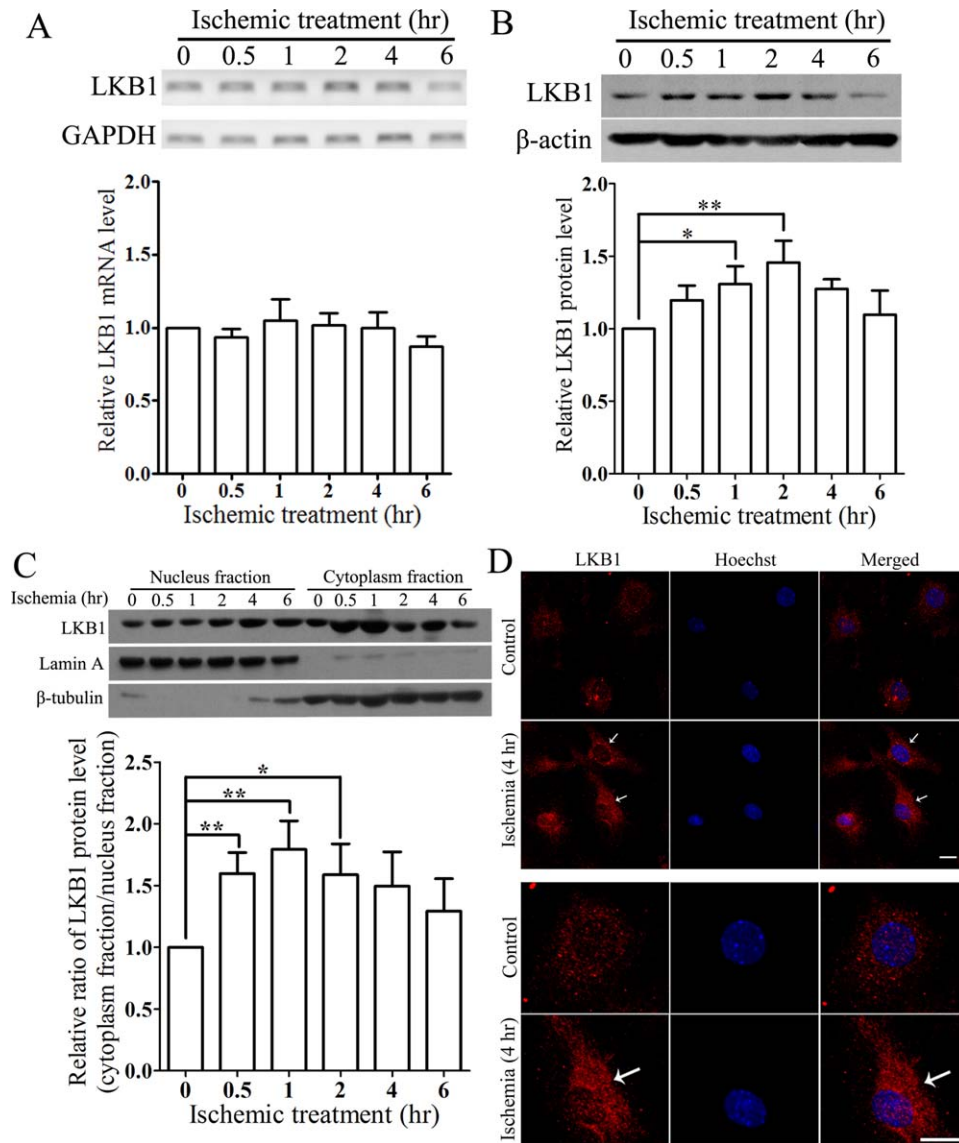 A
Ischemic treatment (hr)
0 0.5 1 2 4 6
LKB1
GAPDH
2.0
1.5
1.0
0.5
0.0
Relative LKB1 mRNA level
0 0.5 1 2 4 6
Ischemic treatment (hr)
B
Ischemic treatment (hr)
0 0.5 1 2 4 6
LKB1
β-actin
2.0
1.5
1.0
0.5
0.0
Relative LKB1 protein level
**
*
0 0.5 1 2 4 6
Ischemic treatment (hr)
C
Nucleus fraction Cytoplasm fraction
Ischemia (hr) 0 0.5 1 2 4 6 0 0.5 1 2 4 6
LKB1
Lamin A
β-tubulin
2.5
2.0
1.5
1.0
0.5
0.0
Relative ratio of LKB1 protein level
(cytoplasm fraction/nucleus fraction)
*
**
**
0 0.5 1 2 4 6
Ischemic treatment (hr)
D
LKB1 Hoechst Merged
Control
Ischemia (4 hr)
Control
Ischemia (4 hr)